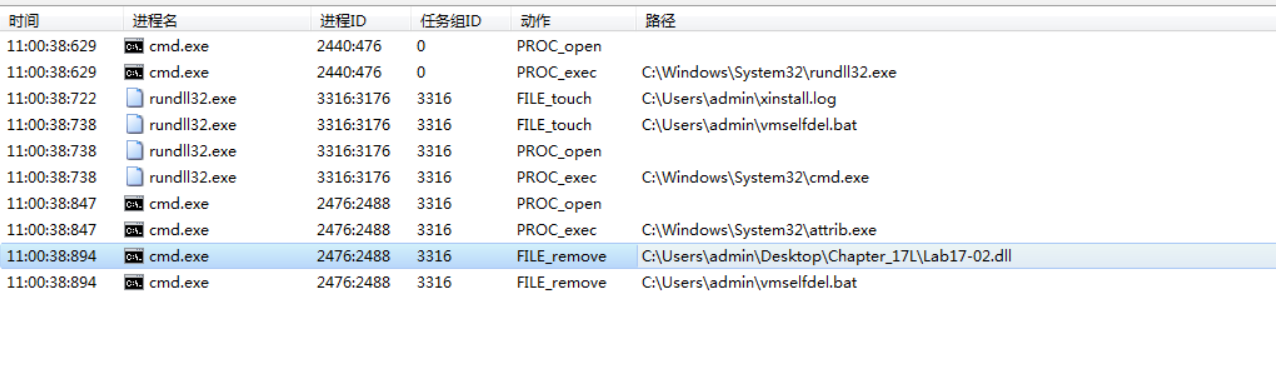 时间 进程名 进程ID 任务组ID 动作 路径
11:00:38:629 cmd.exe 2440:476 0 PROC_open
11:00:38:629 cmd.exe 2440:476 0 PROC_exec C:\Windows\System32\rundll32.exe
11:00:38:722 rundll32.exe 3316:3176 3316 FILE_touch C:\Users\admin\xinstall.log
11:00:38:738 rundll32.exe 3316:3176 3316 FILE_touch C:\Users\admin\vmselfdel.bat
11:00:38:738 rundll32.exe 3316:3176 3316 PROC_open
11:00:38:738 rundll32.exe 3316:3176 3316 PROC_exec C:\Windows\System32\cmd.exe
11:00:38:847 cmd.exe 2476:2488 3316 PROC_open
11:00:38:847 cmd.exe 2476:2488 3316 PROC_exec C:\Windows\System32\attrib.exe
11:00:38:894 cmd.exe 2476:2488 3316 FILE_remove C:\Users\admin\Desktop\Chapter_17L\Lab17-02.dll
11:00:38:894 cmd.exe 2476:2488 3316 FILE_remove C:\Users\admin\vmselfdel.bat